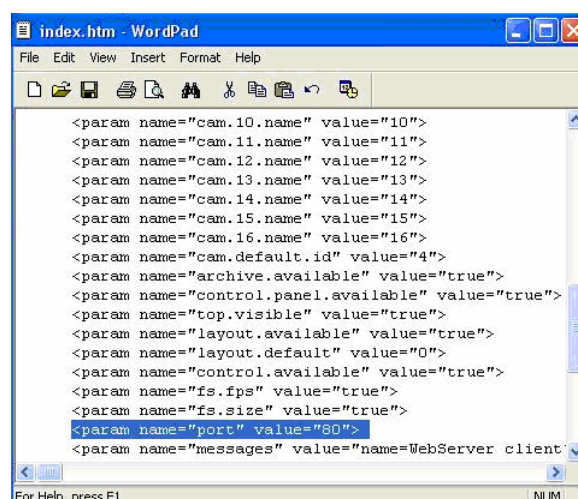 index.htm - WordPad
File Edit View Insert Format Help
<param name="cam.10.name" value="10">
<param name="cam.11.name" value="11">
<param name="cam.12.name" value="12">
<param name="cam.13.name" value="13">
<param name="cam.14.name" value="14">
<param name="cam.15.name" value="15">
<param name="cam.16.name" value="16">
<param name="cam.default.id" value="4">
<param name="archive.available" value="true">
<param name="control.panel.available" value="true">
<param name="top.visible" value="true">
<param name="layout.available" value="true">
<param name="layout.default" value="0">
<param name="control.available" value="true">
<param name="fs.fps" value="true">
<param name="fs.size" value="true">
<param name="port" value="80">
<param name="messages" value="name=WebServer client
For Help, press F1 NUM